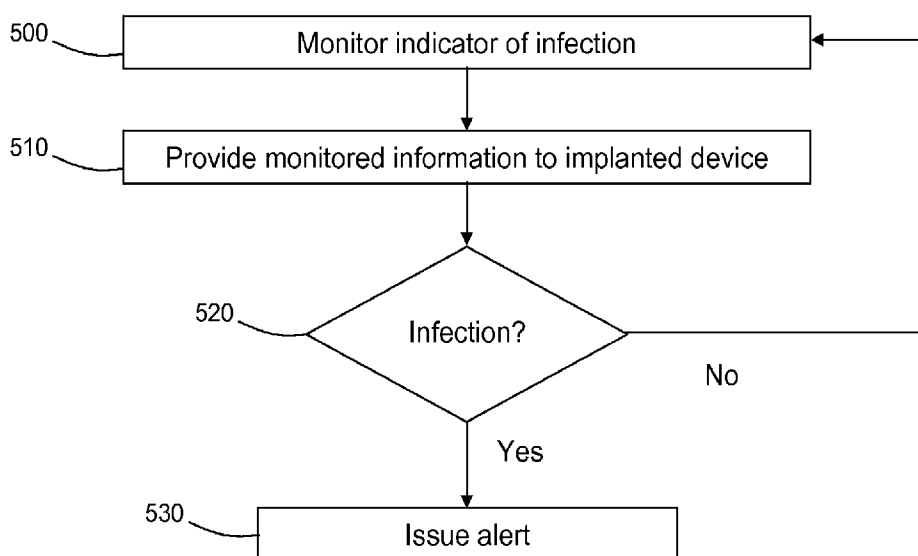 500
Monitor indicator of infection
510
Provide monitored information to implanted device
520
Infection?
No
Yes
530
Issue alert